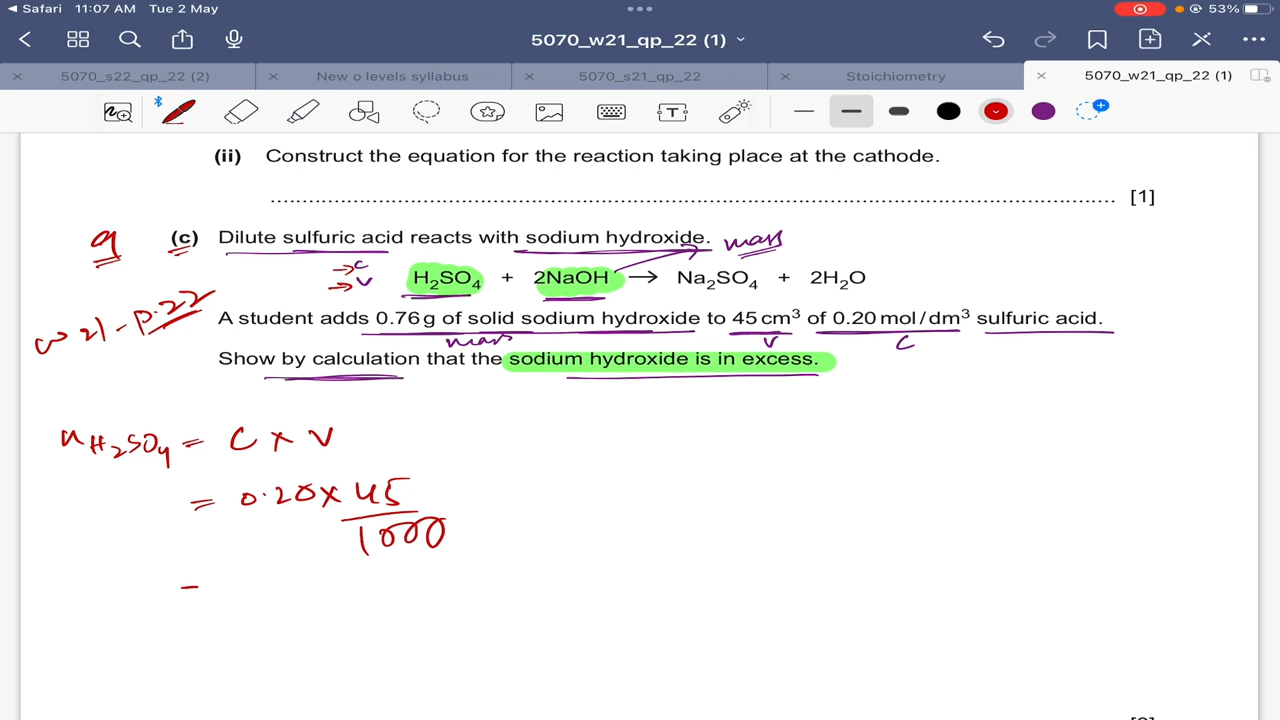 Safari 11:07 AM Tue 2 May 53%
5070_w21_qp_22 (1)
5070_s22_qp_22 (2) New o levels syllabus 5070_s21_qp_22 Stoichiometry 5070_w21_qp_22 (1)
(ii) Construct the equation for the reaction taking place at the cathode.
[1]
9 (c) Dilute sulfuric acid reacts with sodium hydroxide. mass
→ c
→ v
H₂SO₄ + 2NaOH → Na₂SO₄ + 2H₂O
w 21 - p.22
A student adds 0.76 g of solid sodium hydroxide to 45 cm³ of 0.20 mol/dm³ sulfuric acid.
mass v c
Show by calculation that the sodium hydroxide is in excess.
n H₂SO₄ = C × V
= 0.20 × 45
1000
=